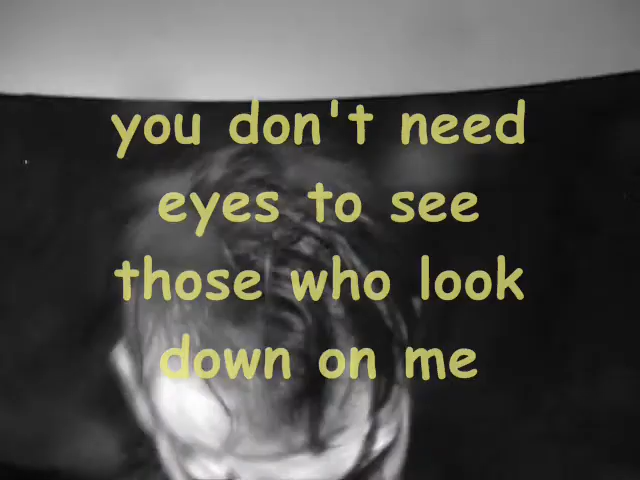 you don't need
eyes to see
those who look
down on me